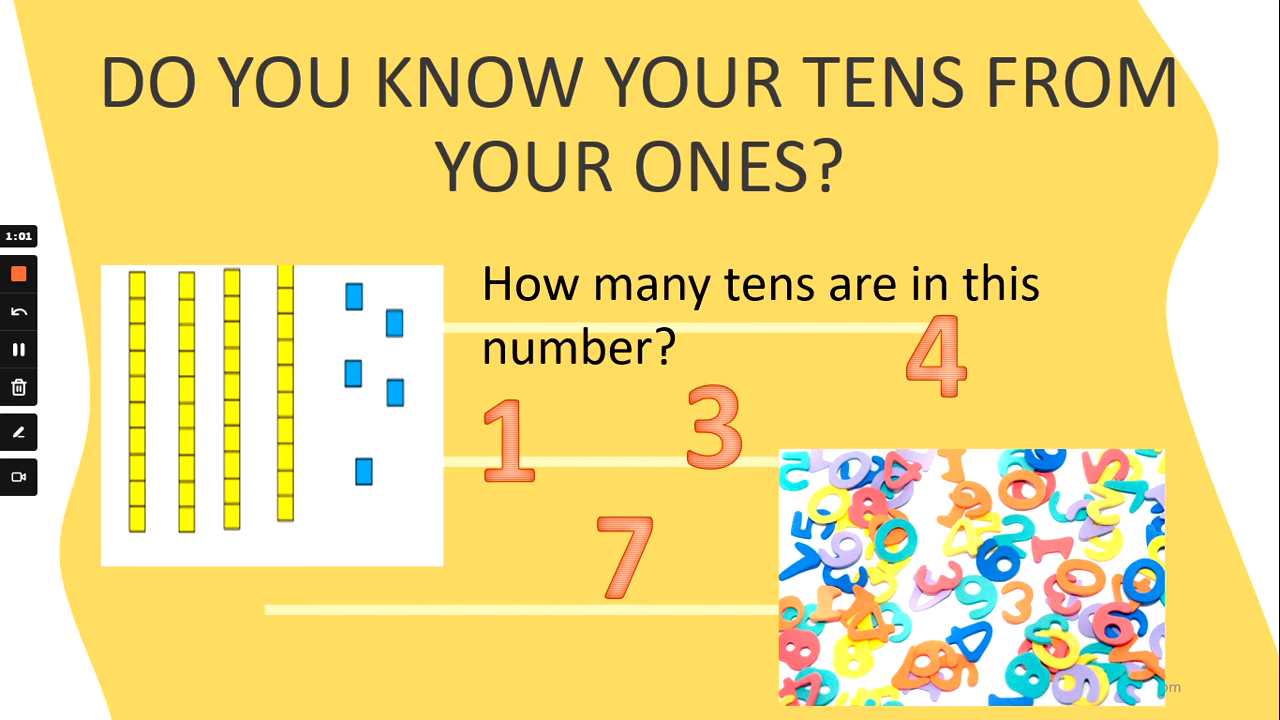 DO YOU KNOW YOUR TENS FROM
YOUR ONES?
1:01
How many tens are in this
number?
4
3
1
7
om